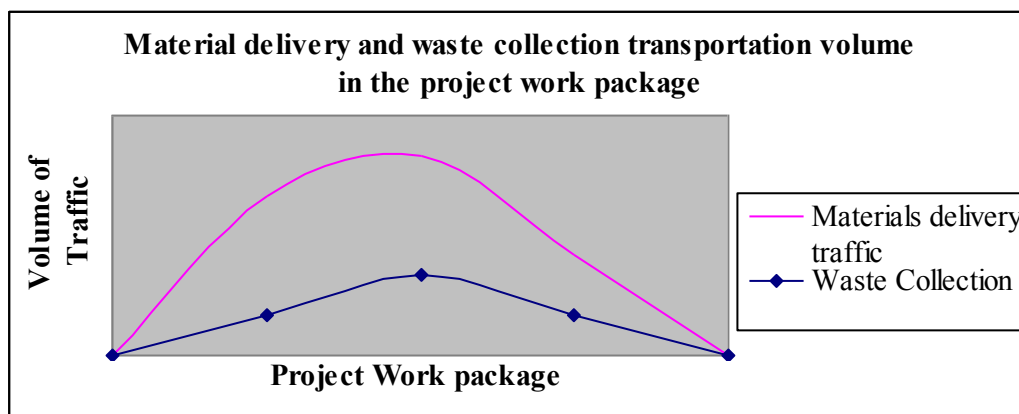 Material delivery and waste collection transportation volume
in the project work package
Volume of
Traffic
Materials delivery
traffic
Waste Collection
Project Work package